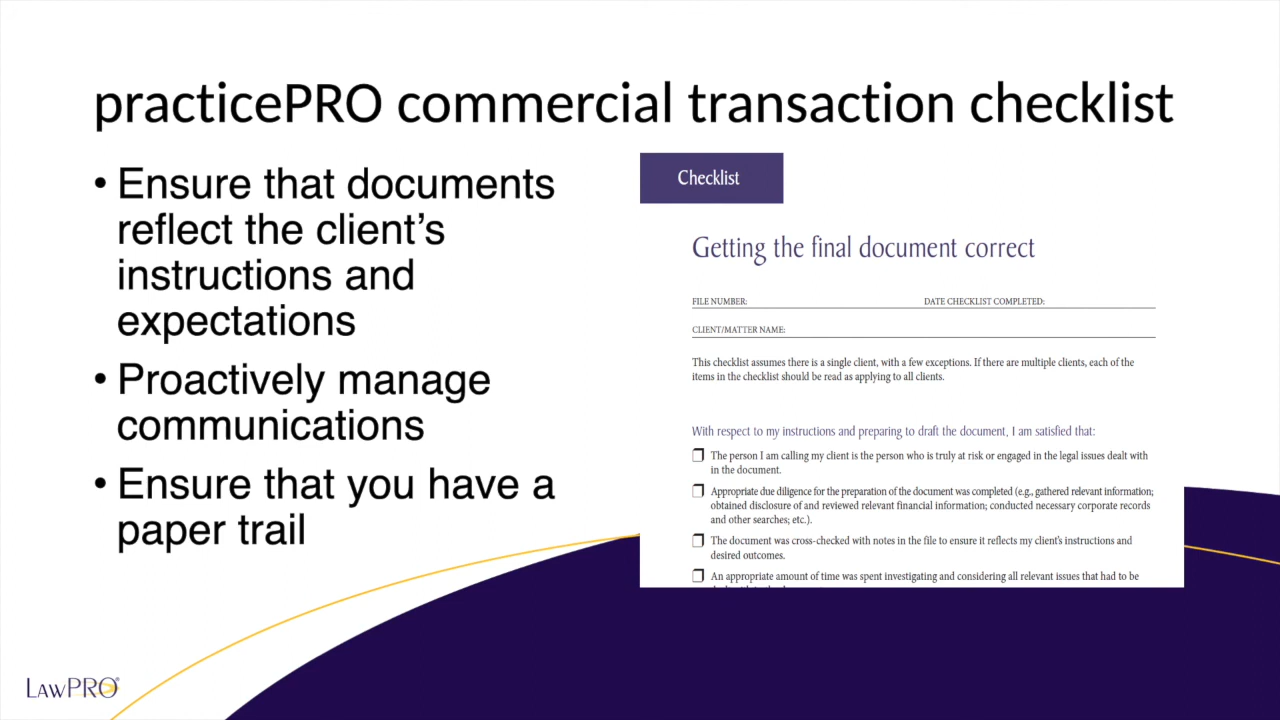 practicePRO commercial transaction checklist
• Ensure that documents
reflect the client’s
instructions and
expectations
• Proactively manage
communications
• Ensure that you have a
paper trail
Checklist
Getting the final document correct
FILE NUMBER: DATE CHECKLIST COMPLETED:
CLIENT/MATTER NAME:
This checklist assumes there is a single client, with a few exceptions. If there are multiple clients, each of the
items in the checklist should be read as applying to all clients.
With respect to my instructions and preparing to draft the document, I am satisfied that:
❒ The person I am calling my client is the person who is truly at risk or engaged in the legal issues dealt with
in the document.
❒ Appropriate due diligence for the preparation of the document was completed (e.g., gathered relevant information;
obtained disclosure of and reviewed relevant financial information; conducted necessary corporate records
and other searches; etc.).
❒ The document was cross-checked with notes in the file to ensure it reflects my client’s instructions and
desired outcomes.
❒ An appropriate amount of time was spent investigating and considering all relevant issues that had to be
LAWPRO®